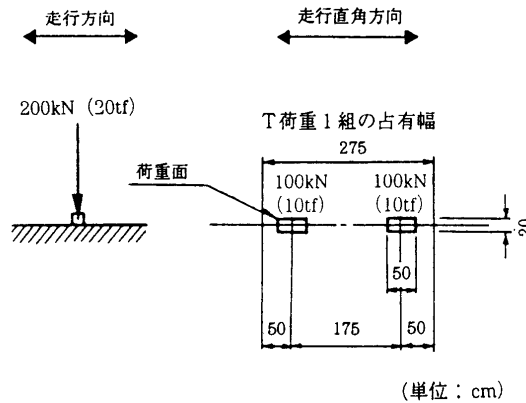 走行方向
走行直角方向
200kN (20tf)
T荷重1組の占有幅
275
荷重面
100kN
(10tf)
100kN
(10tf)
20
50
50
175
50
(単位：cm)